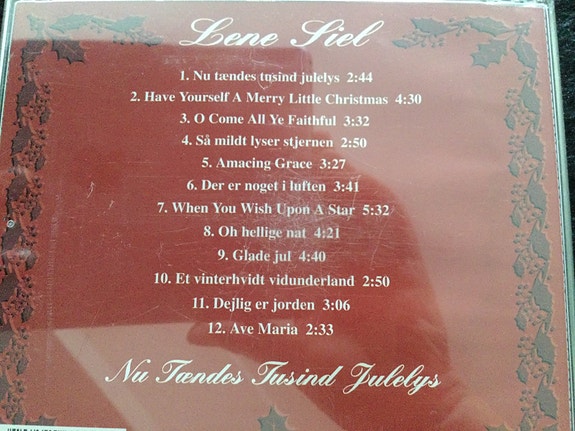 Lene Siel
1. Nu tændes tusind julelys 2:44
2. Have Yourself A Merry Little Christmas 4:30
3. O Come All Ye Faithful 3:32
4. Så mildt lyser stjernen 2:50
5. Amacing Grace 3:27
6. Der er noget i luften 3:41
7. When You Wish Upon A Star 5:32
8. Oh hellige nat 4:21
9. Glade jul 4:40
10. Et vinterhvidt vidunderland 2:50
11. Dejlig er jorden 3:06
12. Ave Maria 2:33
Nu Tændes Tusind Julelys